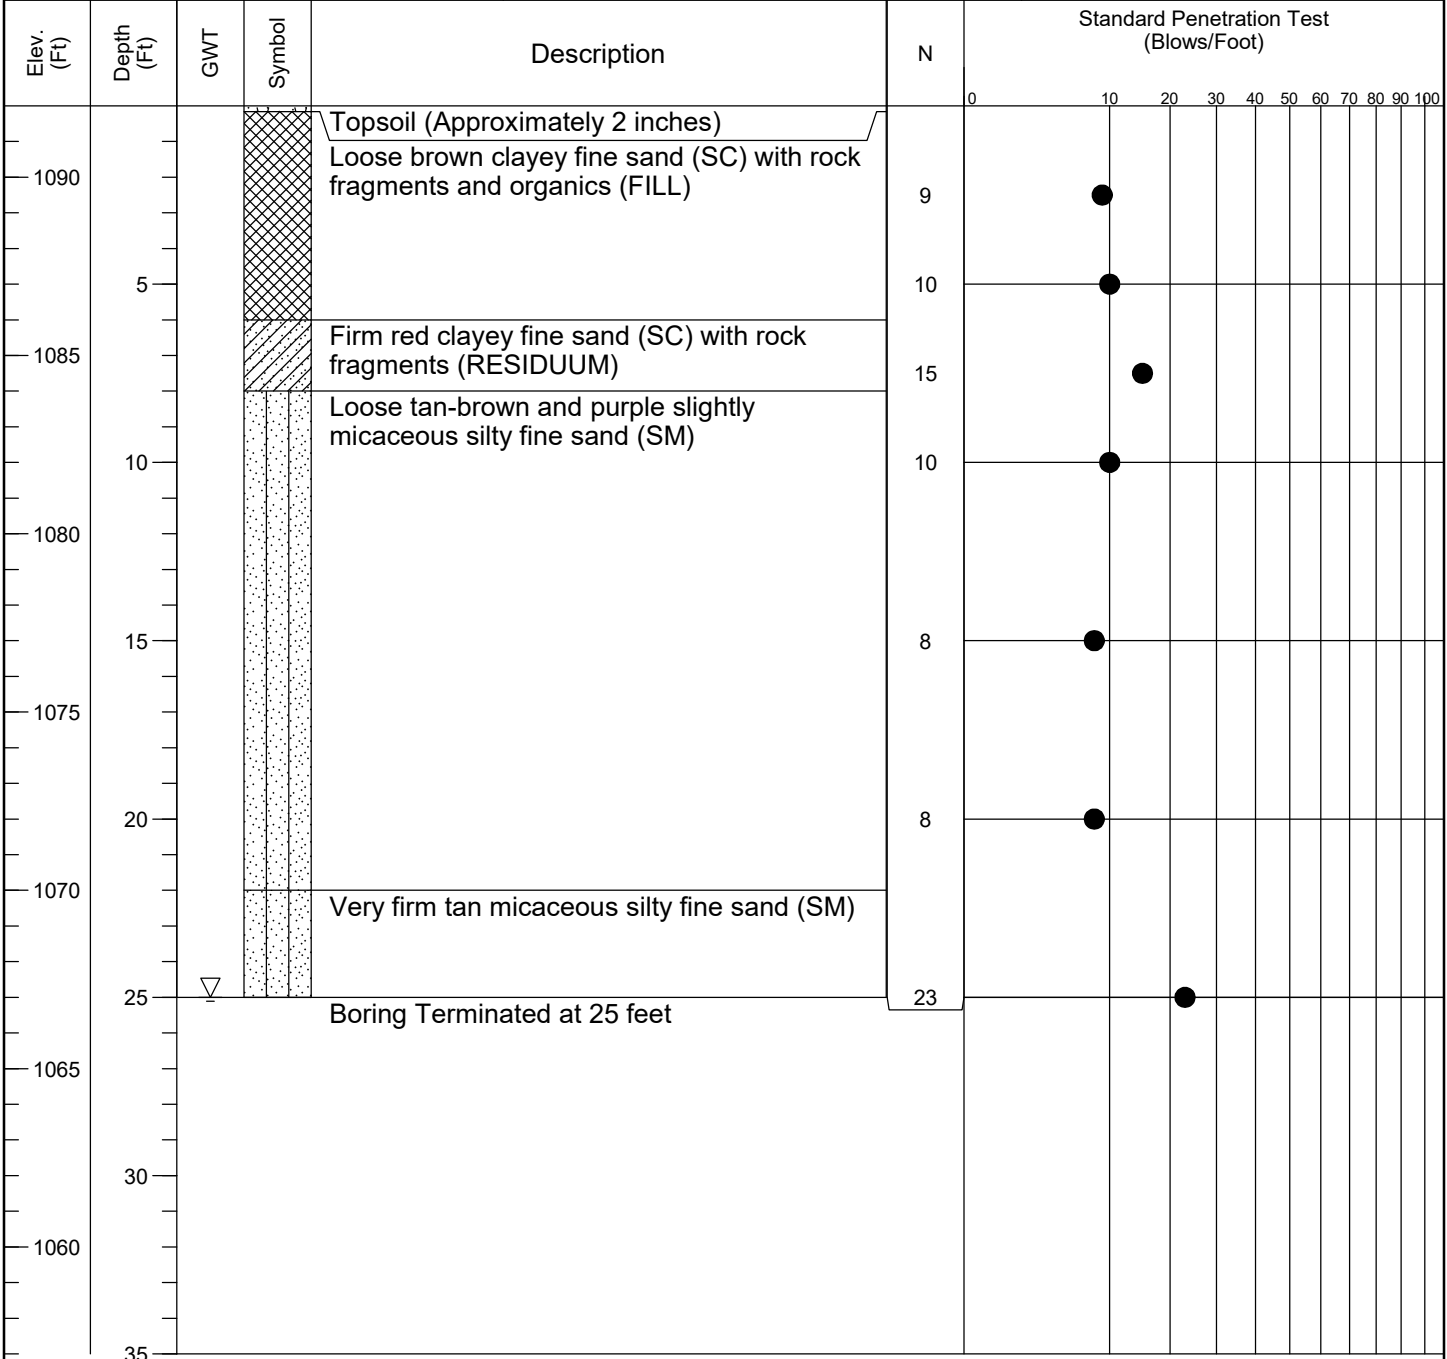 Elev.
(Ft)
Depth
(Ft)
GWT
Symbol
Description
N
Standard Penetration Test
(Blows/Foot)
0 10 20 30 40 50 60 70 80 90 100
Topsoil (Approximately 2 inches)
Loose brown clayey fine sand (SC) with rock
1090
fragments and organics (FILL)
9
5
10
Firm red clayey fine sand (SC) with rock
1085
fragments (RESIDUUM)
15
Loose tan-brown and purple slightly
micaceous silty fine sand (SM)
10
10
1080
15
8
1075
20
8
1070
Very firm tan micaceous silty fine sand (SM)
25
23
Boring Terminated at 25 feet
1065
30
1060
35